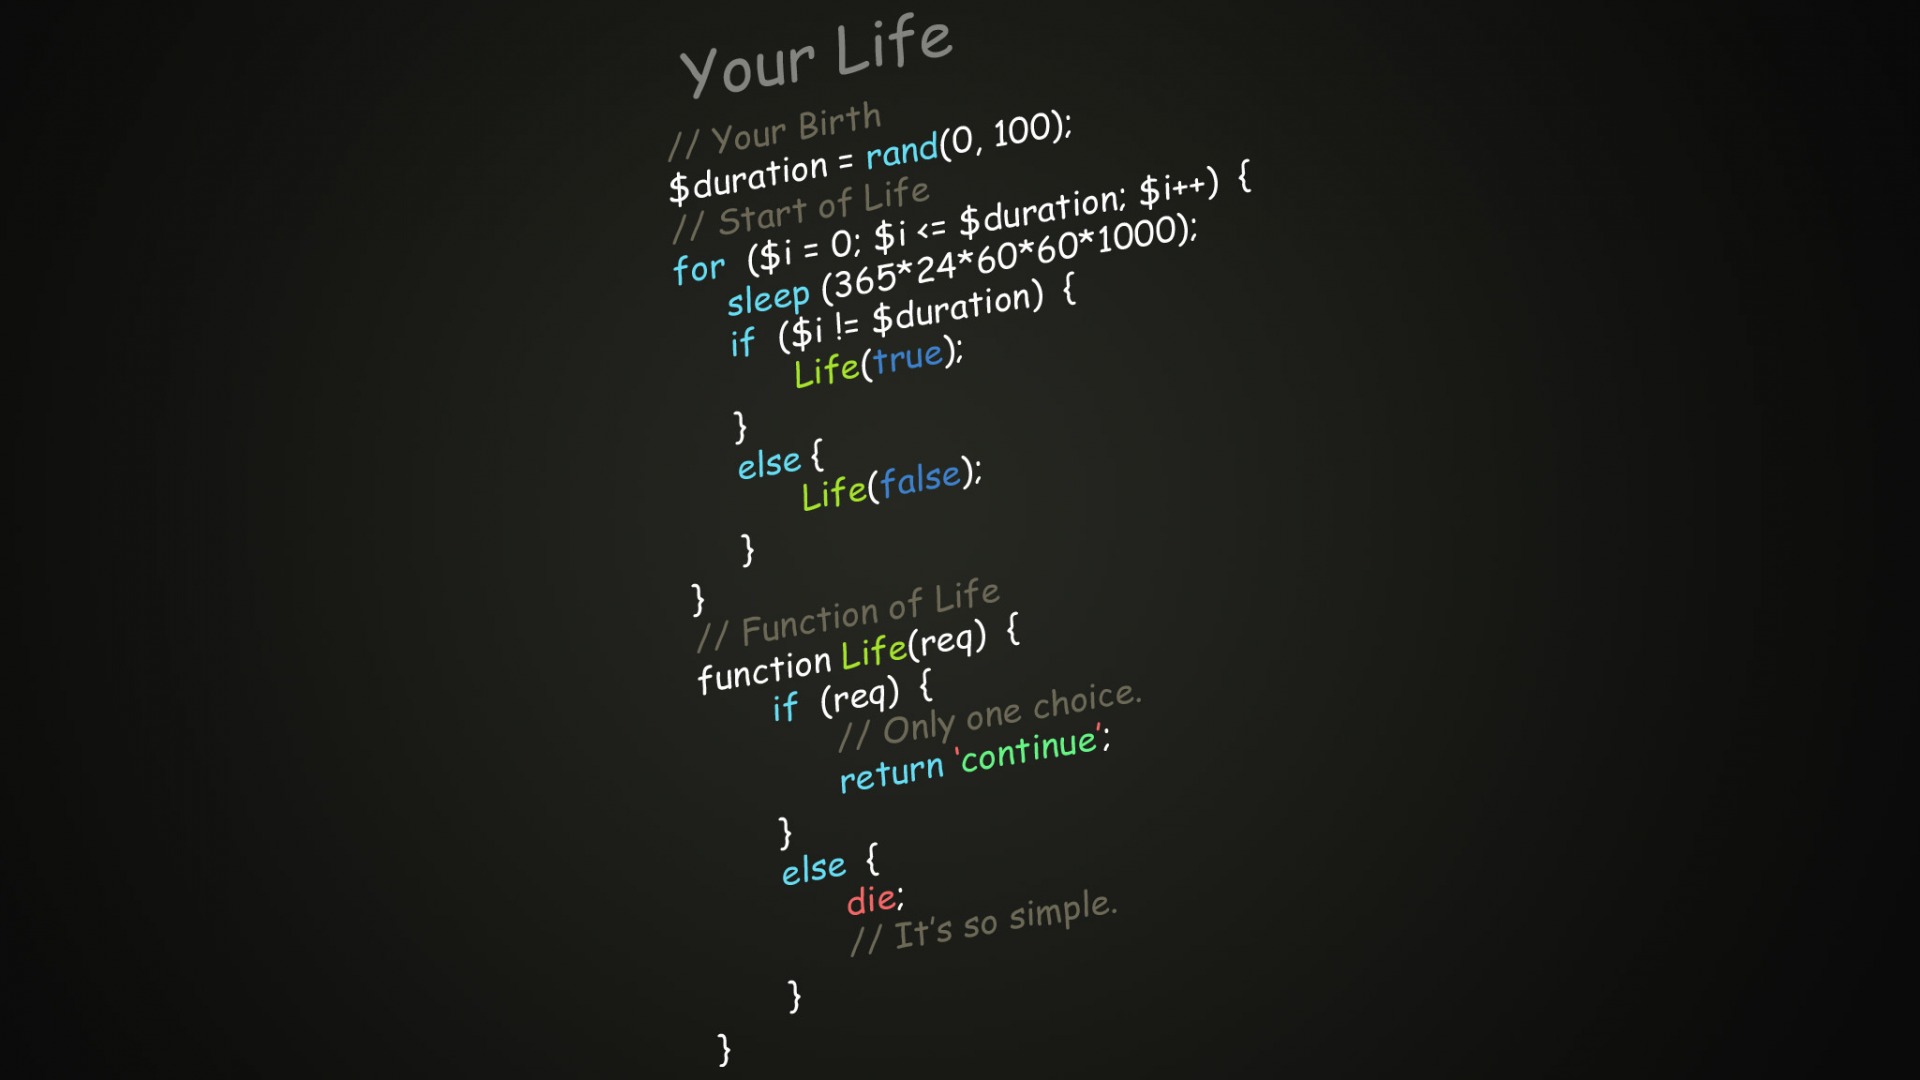 Your Life
// Your Birth
$duration = rand(0, 100);
// Start of Life
for ($i = 0; $i <= $duration; $i++) {
sleep (365*24*60*60*1000);
if ($i != $duration) {
Life(true);
}
else {
Life(false);
}
}
// Function of Life
function Life(req) {
if (req) {
// Only one choice.
return 'continue';
}
else {
die;
// It's so simple.
}
}